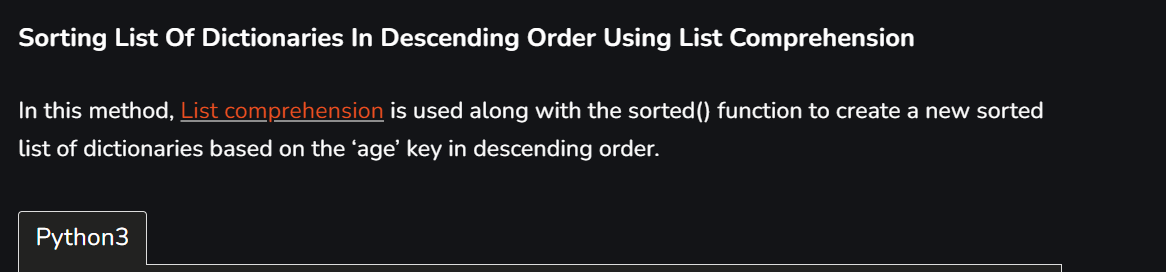 Sorting List Of Dictionaries In Descending Order Using List Comprehension
In this method, List comprehension is used along with the sorted() function to create a new sorted
list of dictionaries based on the ‘age’ key in descending order.
Python3